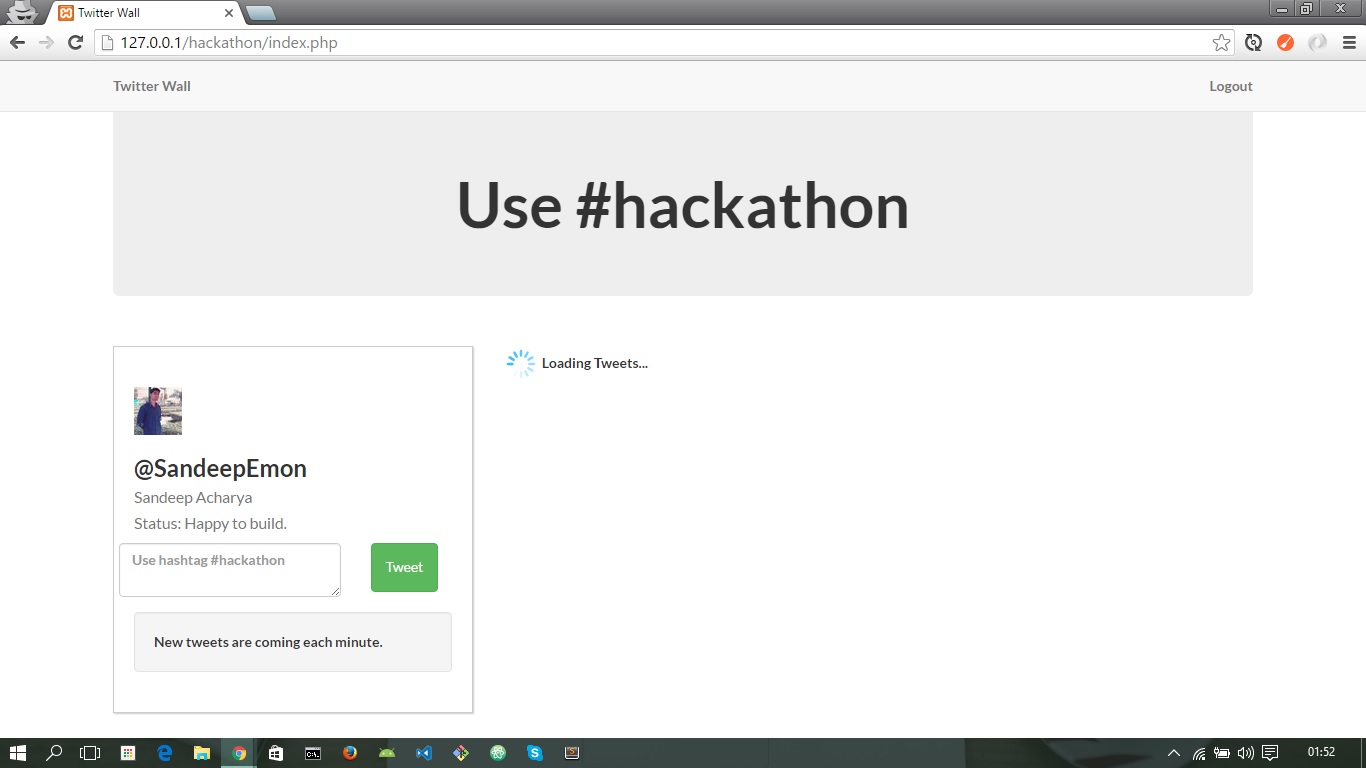 Twitter Wall
127.0.0.1/hackathon/index.php
Twitter Wall
Logout
Use #hackathon
Loading Tweets...
@SandeepEmon
Sandeep Acharya
Status: Happy to build.
Use hashtag #hackathon
Tweet
New tweets are coming each minute.
01:52